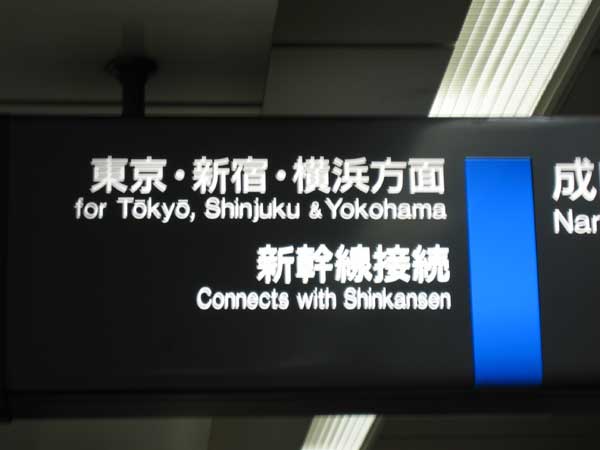 東京・新宿・横浜方面
for Tōkyō, Shinjuku & Yokohama
新幹線接続
Connects with Shinkansen
成
Nar